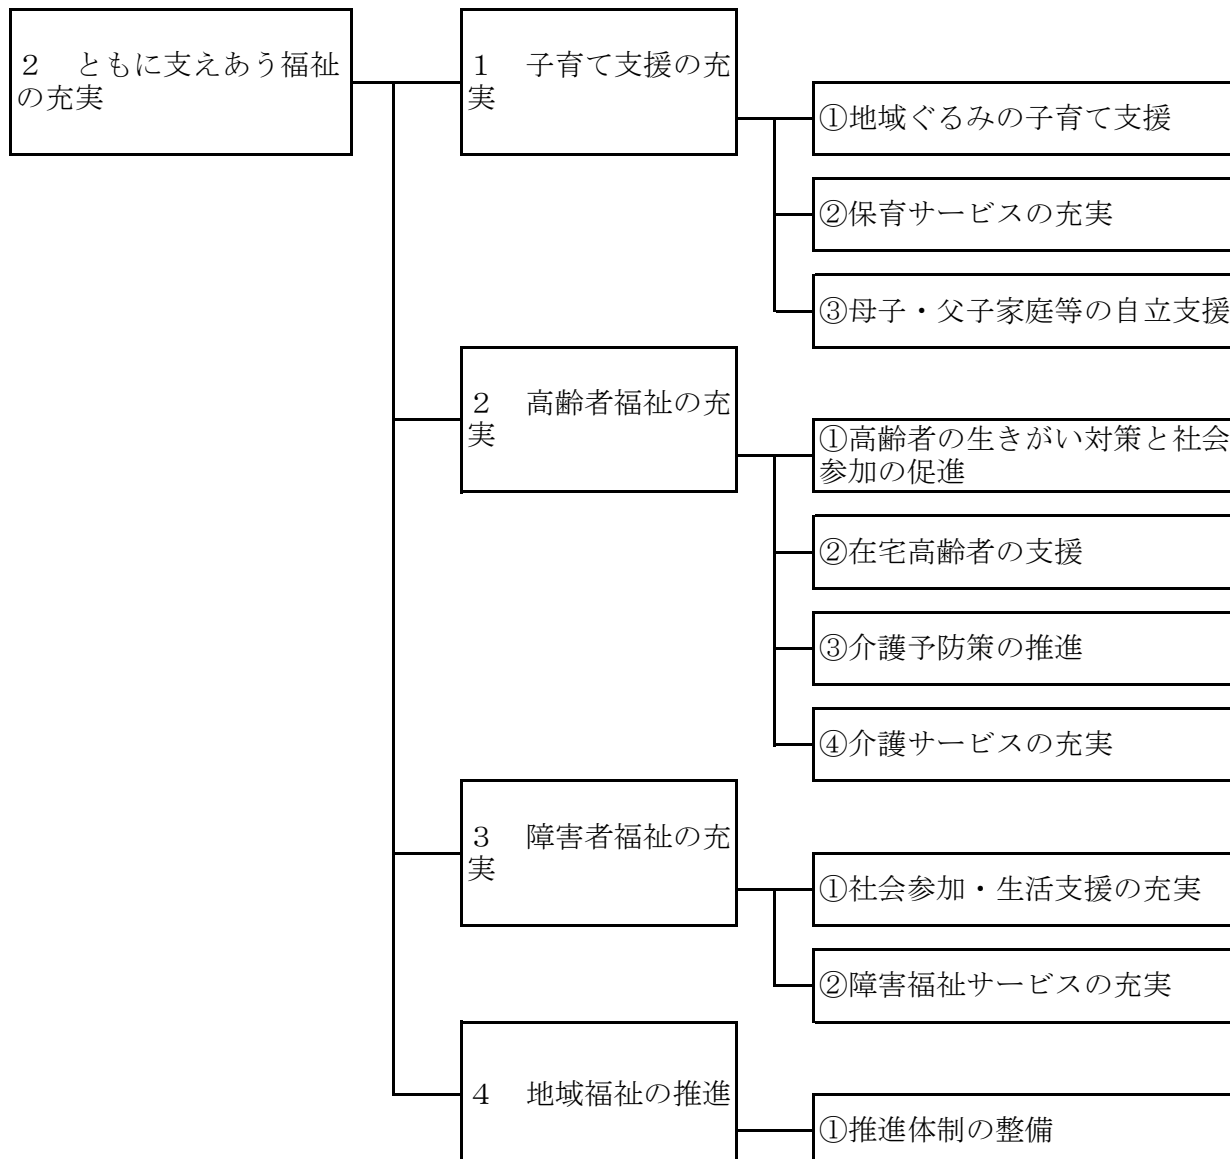 ２　ともに支えあう福祉
の充実
１　子育て支援の充
実
①地域ぐるみの子育て支援
②保育サービスの充実
③母子・父子家庭等の自立支援
２　高齢者福祉の充
実
①高齢者の生きがい対策と社会
参加の促進
②在宅高齢者の支援
③介護予防策の推進
④介護サービスの充実
３　障害者福祉の充
実
①社会参加・生活支援の充実
②障害福祉サービスの充実
４　地域福祉の推進
①推進体制の整備